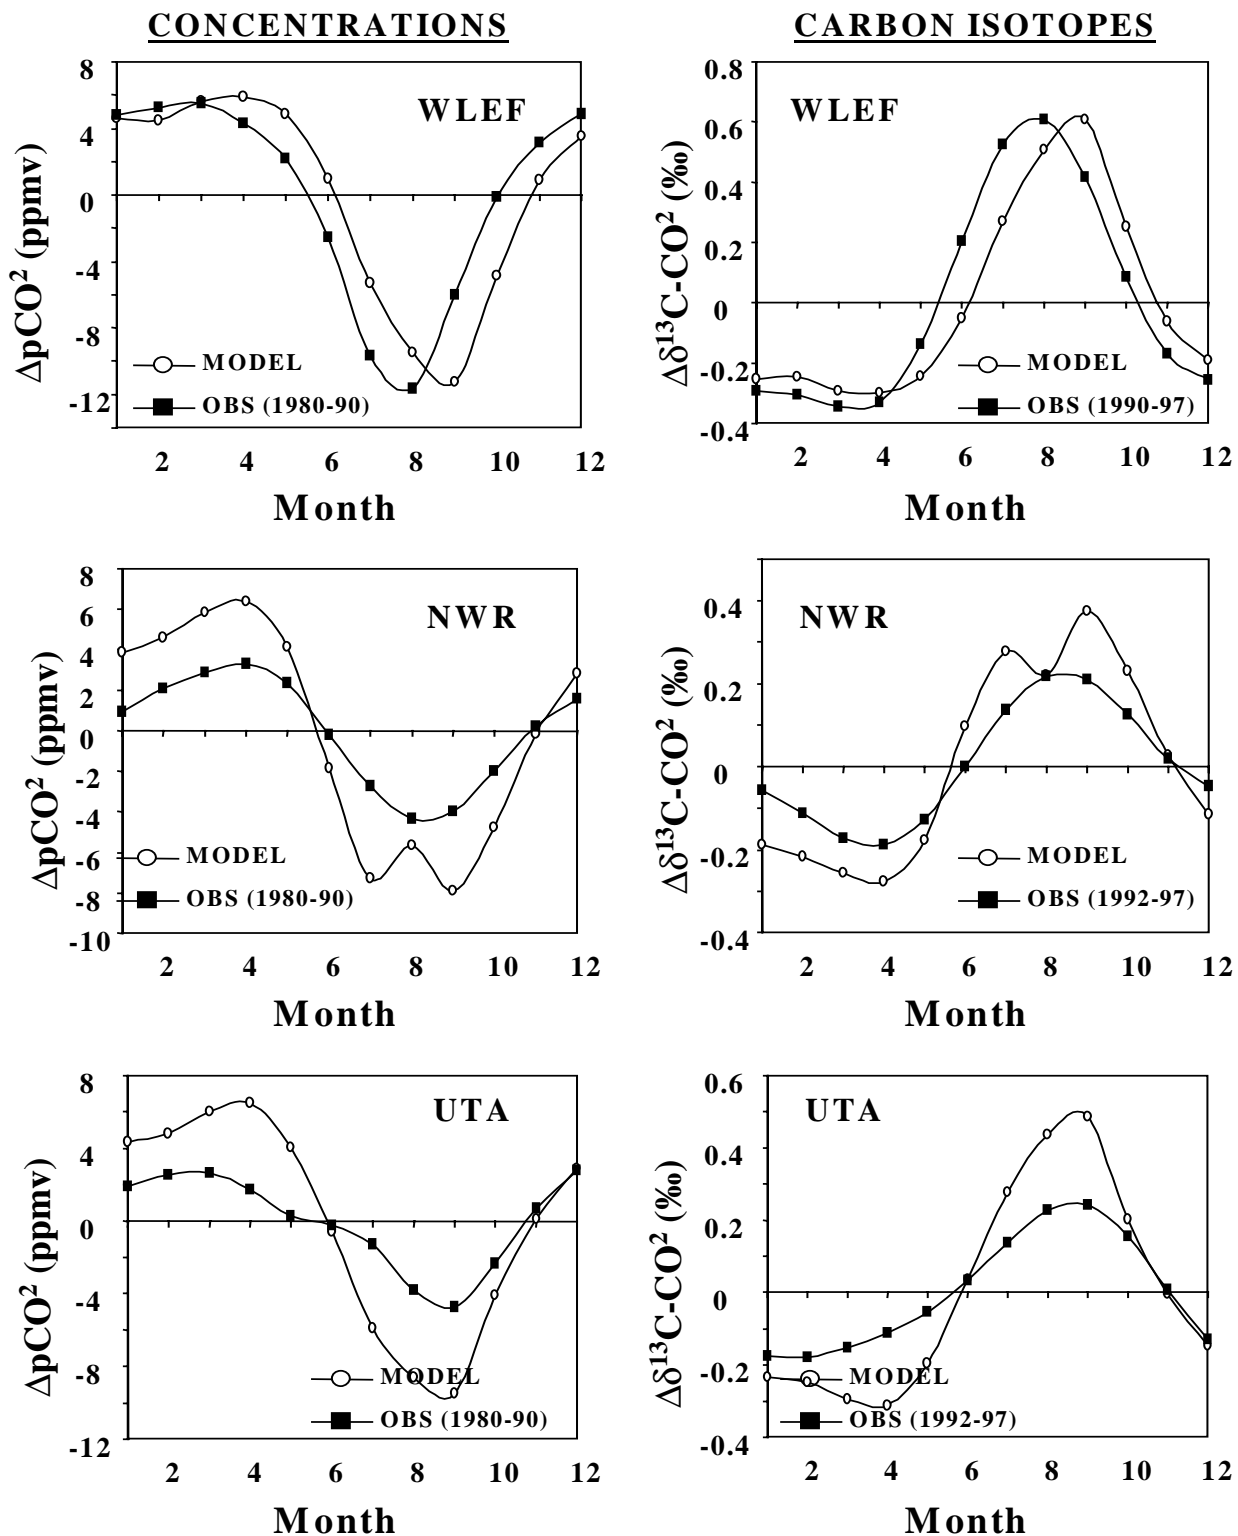 CONCENTRATIONS
8
4
0
-4
-8
-12
ΔpCO² (ppmv)
WLEF
MODEL
OBS (1980-90)
2 4 6 8 10 12
Month
CARBON ISOTOPES
0.8
0.6
0.4
0.2
0
-0.2
-0.4
Δδ¹³C-CO² (‰)
WLEF
MODEL
OBS (1990-97)
2 4 6 8 10 12
Month
8
6
4
2
0
-2
-4
-6
-8
-10
ΔpCO² (ppmv)
NWR
MODEL
OBS (1980-90)
2 4 6 8 10 12
Month
0.4
0.2
0
-0.2
-0.4
Δδ¹³C-CO² (‰)
NWR
MODEL
OBS (1992-97)
2 4 6 8 10 12
Month
8
4
0
-4
-8
-12
ΔpCO² (ppmv)
UTA
MODEL
OBS (1980-90)
2 4 6 8 10 12
Month
0.6
0.4
0.2
0
-0.2
-0.4
Δδ¹³C-CO² (‰)
UTA
MODEL
OBS (1992-97)
2 4 6 8 10 12
Month